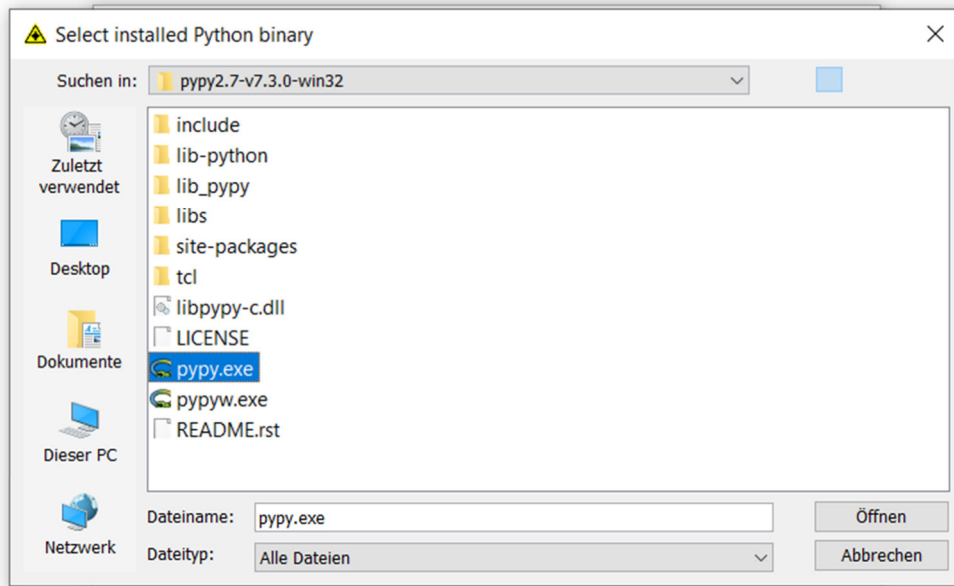 Select installed Python binary
Suchen in:
pypy2.7-v7.3.0-win32
Zuletzt
verwendet
Desktop
Dokumente
Dieser PC
Netzwerk
include
lib-python
lib_pypy
libs
site-packages
tcl
libpypy-c.dll
LICENSE
pypy.exe
pypyw.exe
README.rst
Dateiname:
pypy.exe
Öffnen
Dateityp:
Alle Dateien
Abbrechen